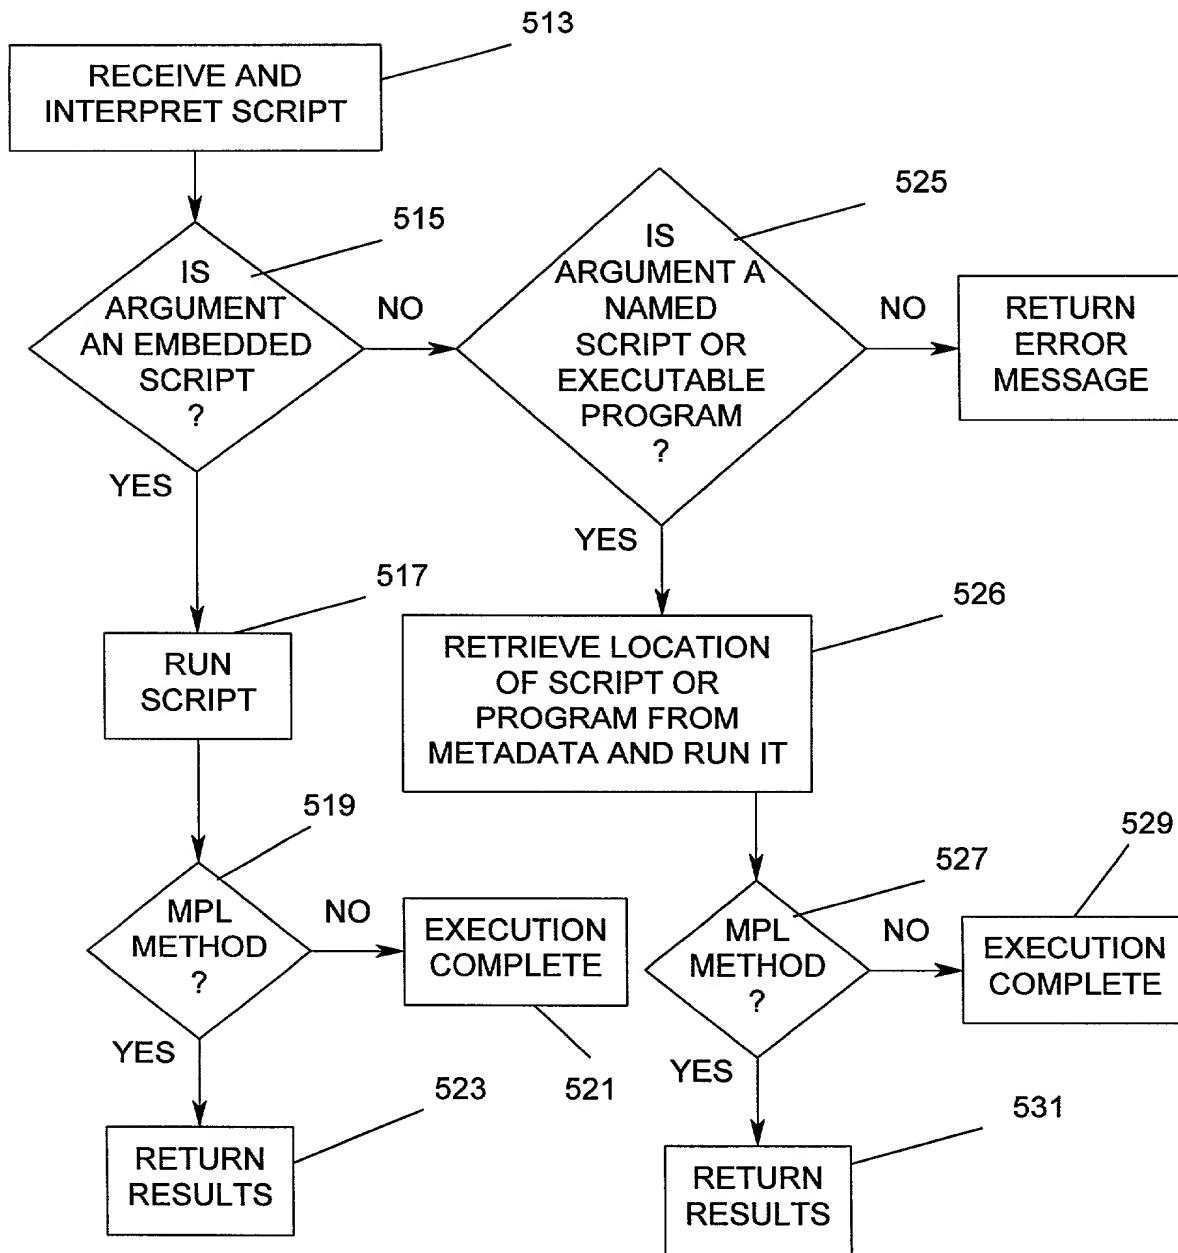 513
RECEIVE AND
INTERPRET SCRIPT
515
IS
ARGUMENT
AN EMBEDDED
SCRIPT
?
NO
YES
525
IS
ARGUMENT A
NAMED
SCRIPT OR
EXECUTABLE
PROGRAM
?
NO
YES
RETURN
ERROR
MESSAGE
517
RUN
SCRIPT
526
RETRIEVE LOCATION
OF SCRIPT OR
PROGRAM FROM
METADATA AND RUN IT
519
MPL
METHOD
?
NO
YES
EXECUTION
COMPLETE
521
523
RETURN
RESULTS
527
MPL
METHOD
?
NO
YES
529
EXECUTION
COMPLETE
531
RETURN
RESULTS